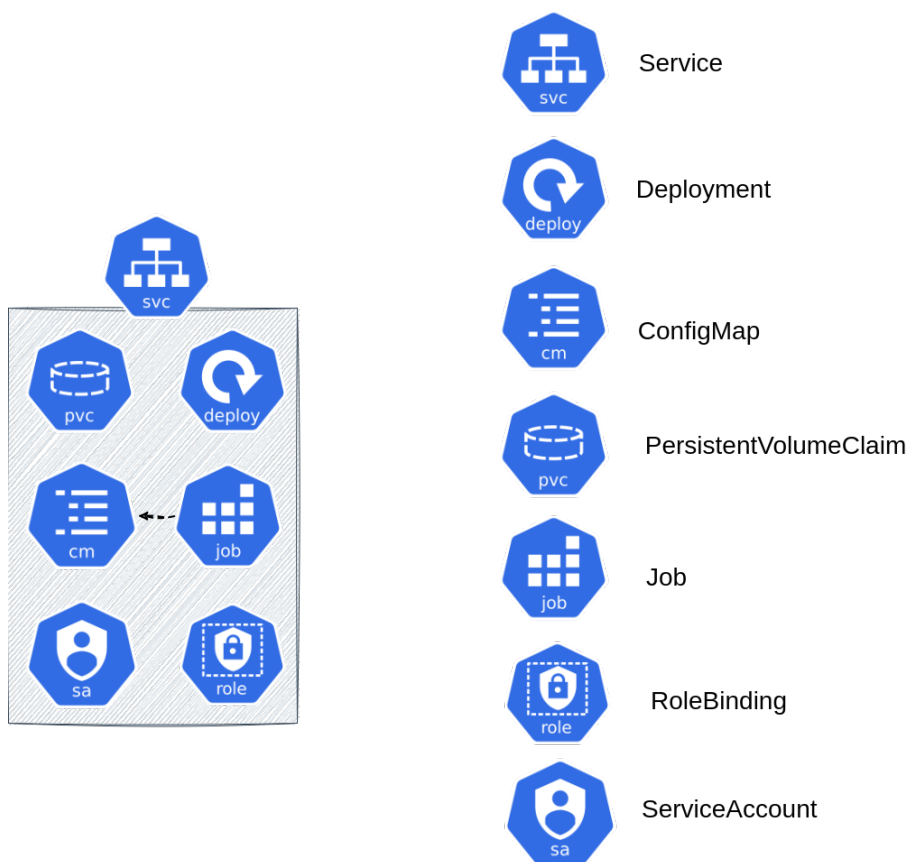 svc
pvc
deploy
cm
job
sa
role
svc
Service
deploy
Deployment
cm
ConfigMap
pvc
PersistentVolumeClaim
job
Job
role
RoleBinding
sa
ServiceAccount